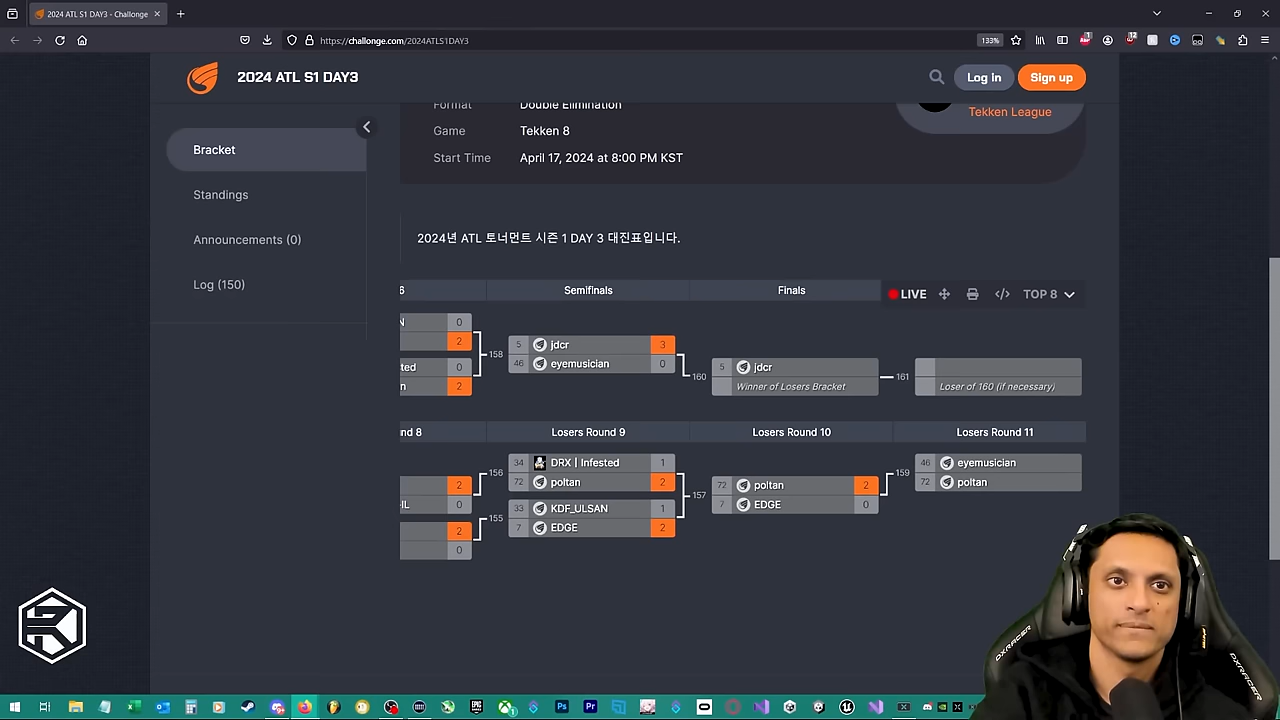 2024 ATL S1 DAY3 - Challonge
https://challonge.com/2024ATLS1DAY3
133%
2024 ATL S1 DAY3
Log in
Sign up
Format
Double Elimination
Tekken League
Game
Tekken 8
Start Time
April 17, 2024 at 8:00 PM KST
Bracket
Standings
Announcements (0)
Log (150)
2024년 ATL 토너먼트 시즌 1 DAY 3 대진표입니다.
6
Semifinals
Finals
LIVE
TOP 8
N 0
2
ted 0
n 2
158
5 jdcr 3
46 eyemusician 0
160
5 jdcr
Winner of Losers Bracket
161
Loser of 160 (if necessary)
nd 8
Losers Round 9
Losers Round 10
Losers Round 11
2
IL 0
2
0
156
155
34 DRX | Infested 1
72 poltan 2
33 KDF_ULSAN 1
7 EDGE 2
157
72 poltan 2
7 EDGE 0
159
46 eyemusician
72 poltan
DXRACER
DXRACER